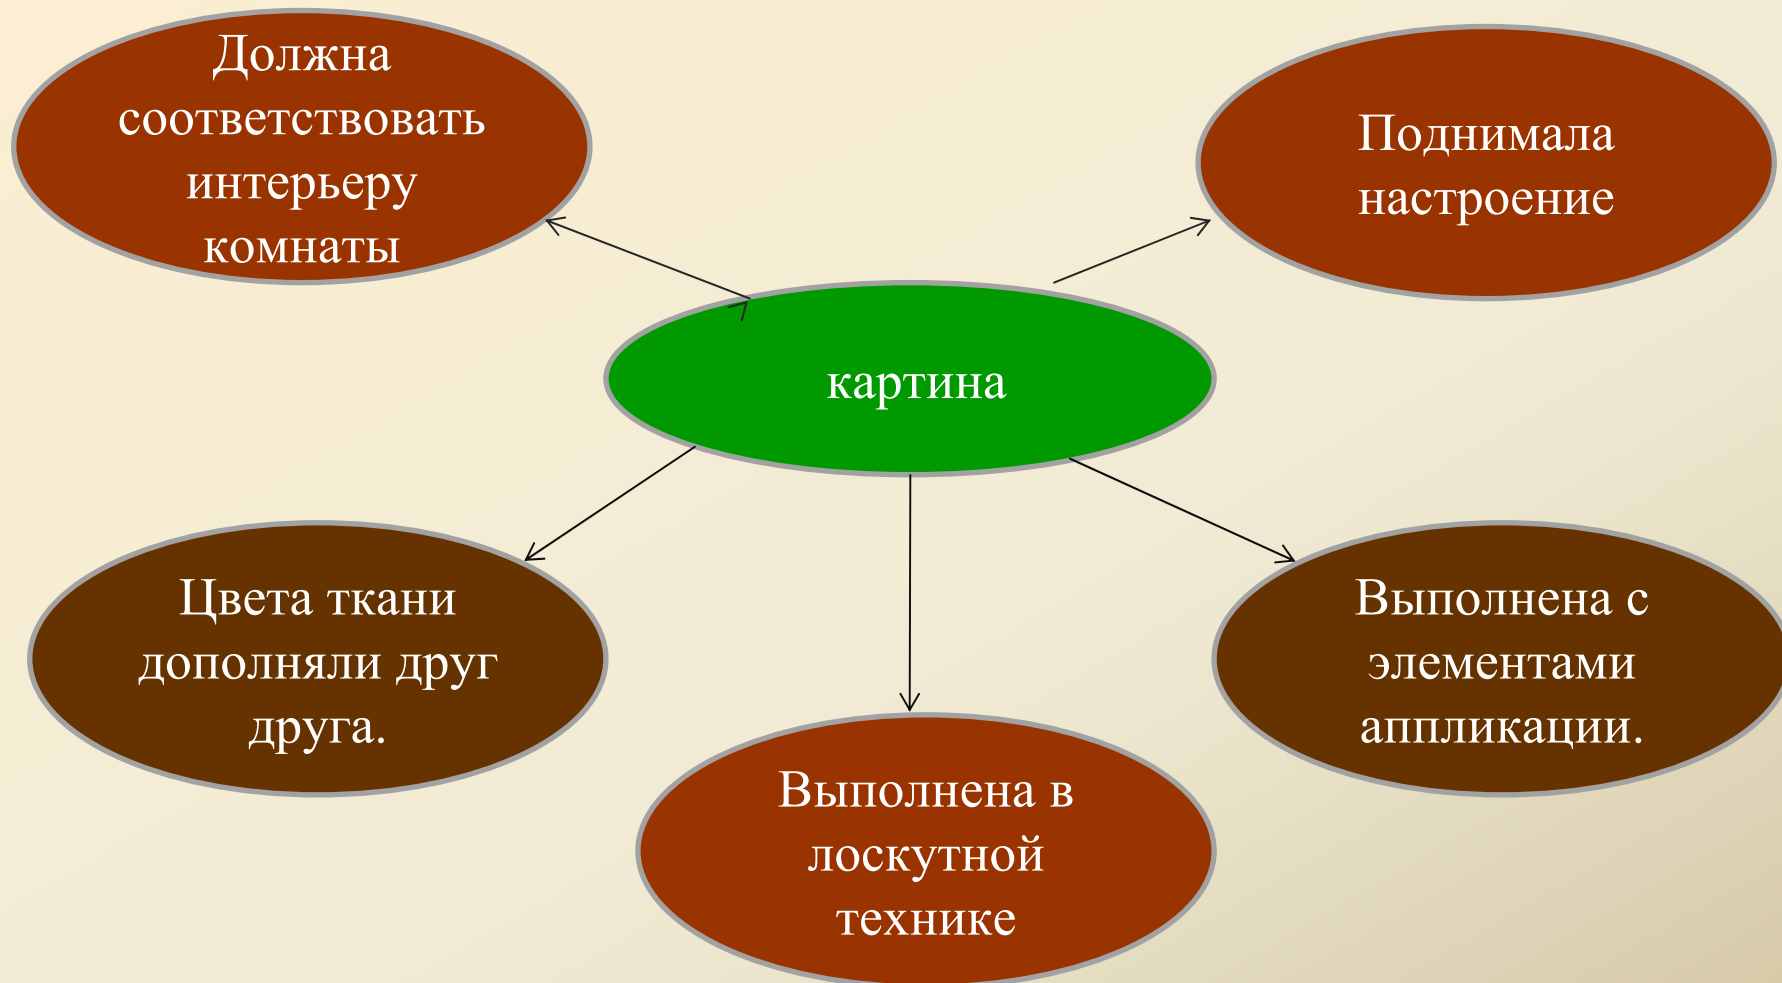 Должна
соответствовать
интерьеру
комнаты
Поднимала
настроение
картина
Цвета ткани
дополняли друг
друга.
Выполнена в
лоскутной
технике
Выполнена с
элементами
аппликации.